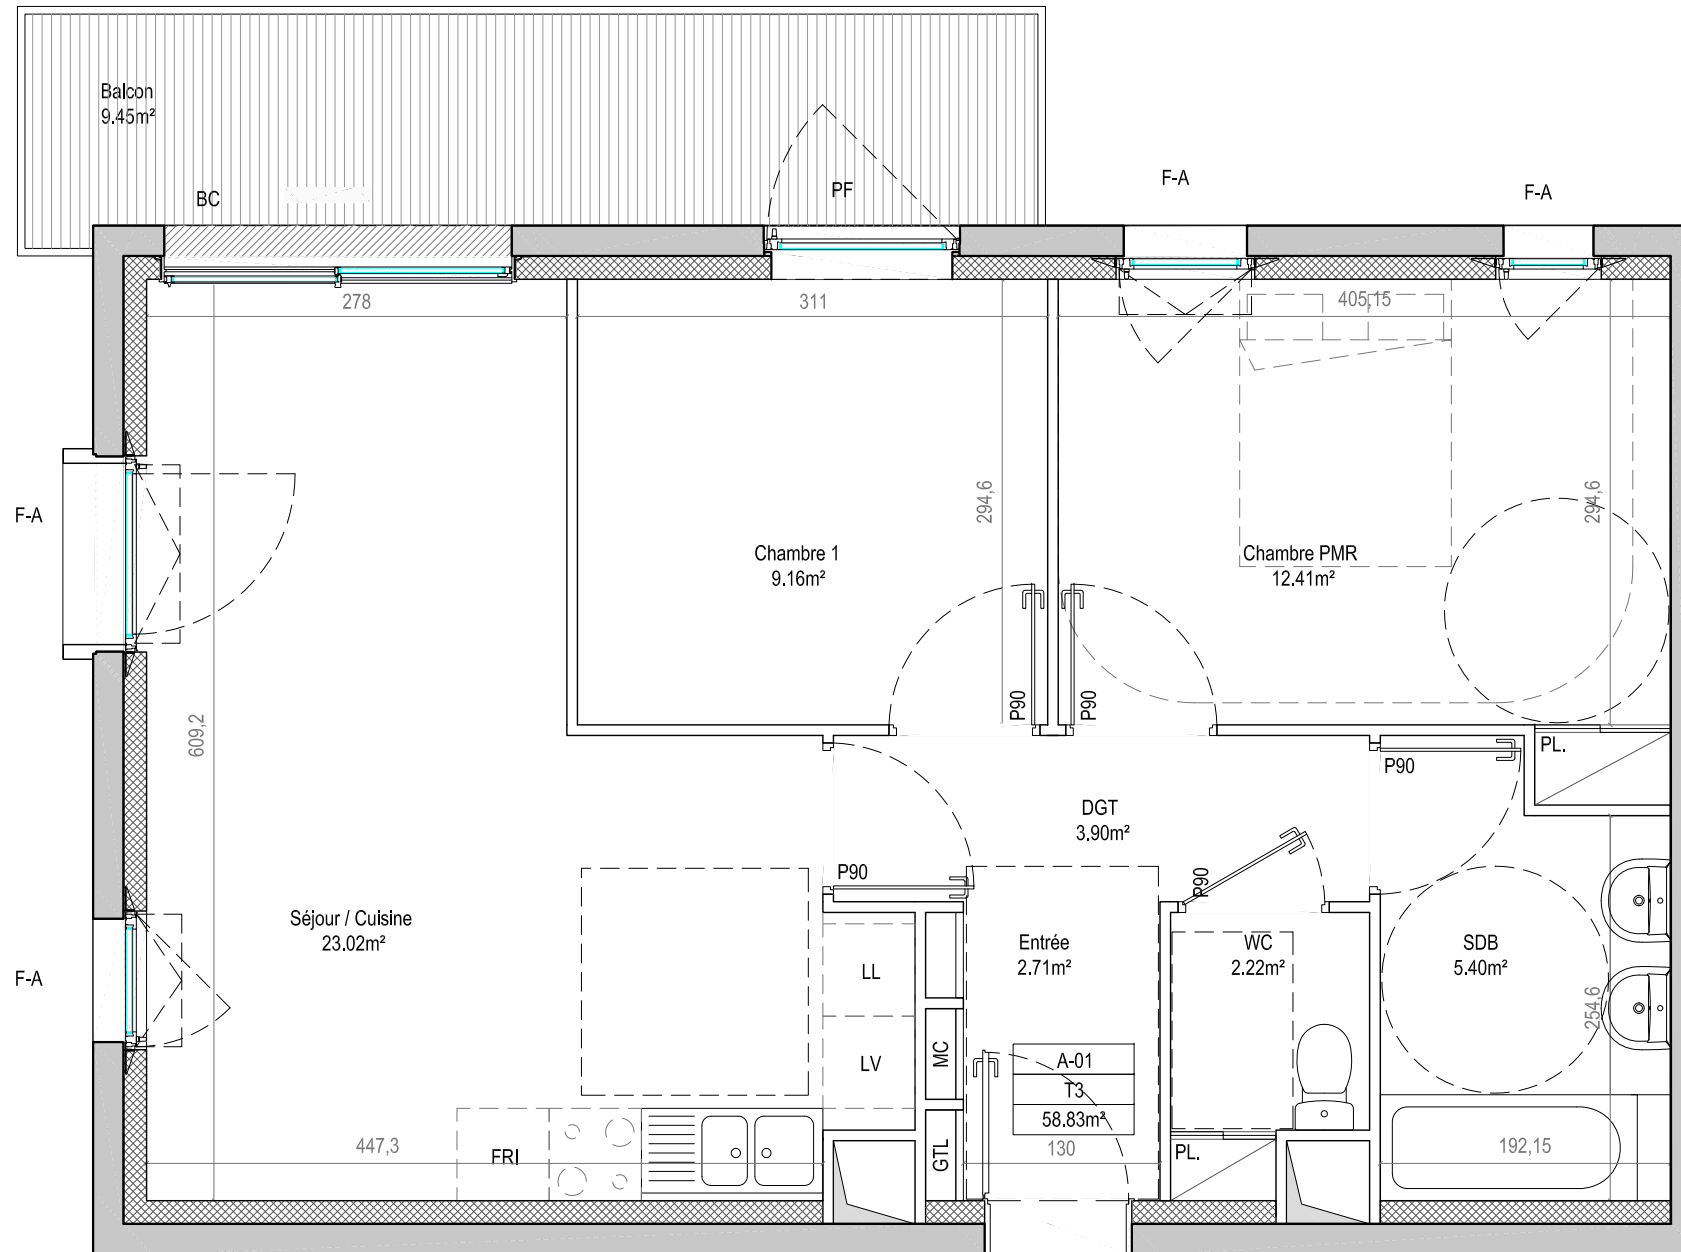 Balcon
9.45m²
BC
PF
F-A
F-A
278
311
405,15
F-A
294,6
294,6
Chambre 1
9.16m²
Chambre PMR
12.41m²
609,2
P90
P90
PL.
P90
DGT
3.90m²
P90
P90
Séjour / Cuisine
23.02m²
F-A
LL
Entrée
2.71m²
WC
2.22m²
SDB
5.40m²
254,6
LV
MC
A-01
T3
58.83m²
447,3
FRI
GTL
130
PL.
192,15